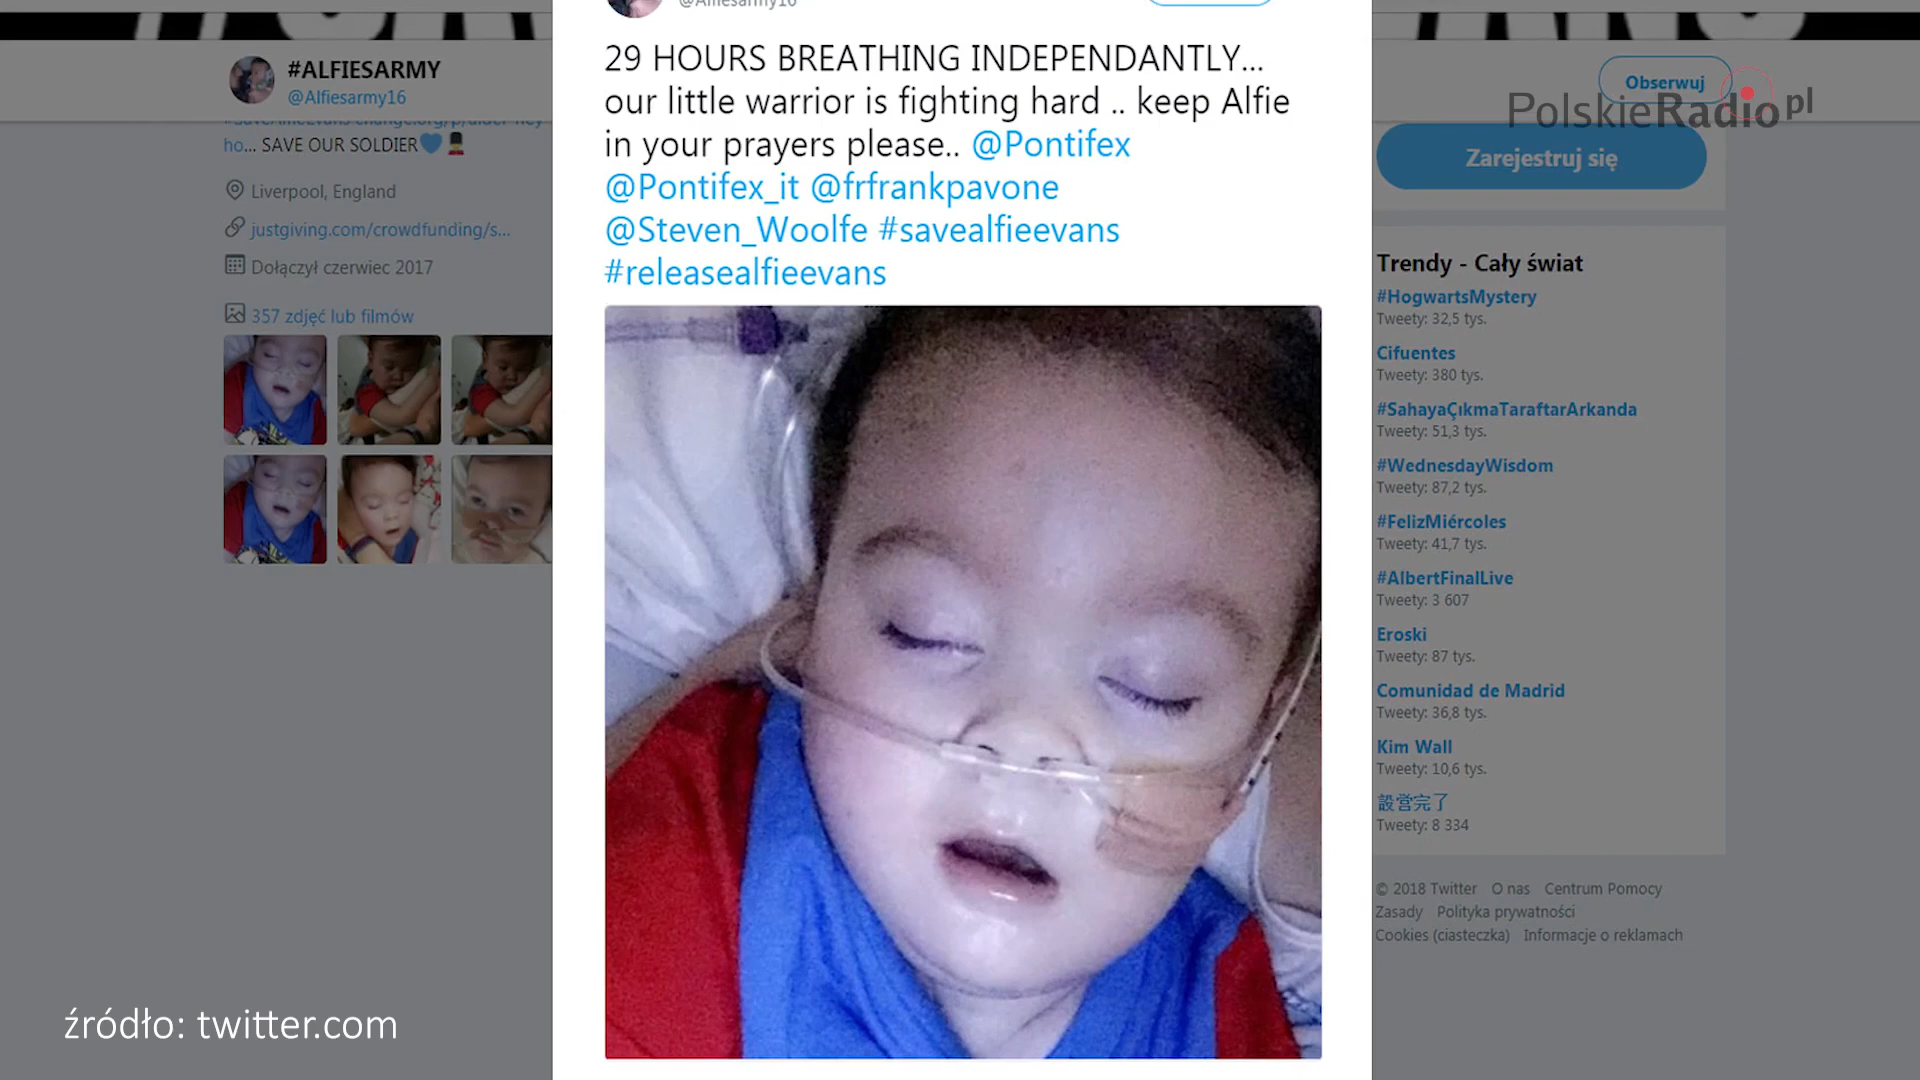 @Alfiesarmy16
29 HOURS BREATHING INDEPENDANTLY...
our little warrior is fighting hard .. keep Alfie
in your prayers please.. @Pontifex
@Pontifex_it @frfrankpavone
@Steven_Woolfe #savealfieevans
#releasealfieevans
#ALFIESARMY
@Alfiesarmy16
ho... SAVE OUR SOLDIER
Liverpool, England
justgiving.com/crowdfunding/s...
Dołączył czerwiec 2017
357 zdjęć lub filmów
Obserwuj
PolskieRadio.pl
Zarejestruj się
Trendy - Cały świat
#HogwartsMystery
Tweety: 32,5 tys.
Cifuentes
Tweety: 380 tys.
#SahayaÇıkmaTaraftarArkanda
Tweety: 51,3 tys.
#WednesdayWisdom
Tweety: 87,2 tys.
#FelizMiércoles
Tweety: 41,7 tys.
#AlbertFinalLive
Tweety: 3 607
Eroski
Tweety: 87 tys.
Comunidad de Madrid
Tweety: 36,8 tys.
Kim Wall
Tweety: 10,6 tys.
設営完了
Tweety: 8 334
© 2018 Twitter O nas Centrum Pomocy
Zasady Polityka prywatności
Cookies (ciasteczka) Informacje o reklamach
źródło: twitter.com